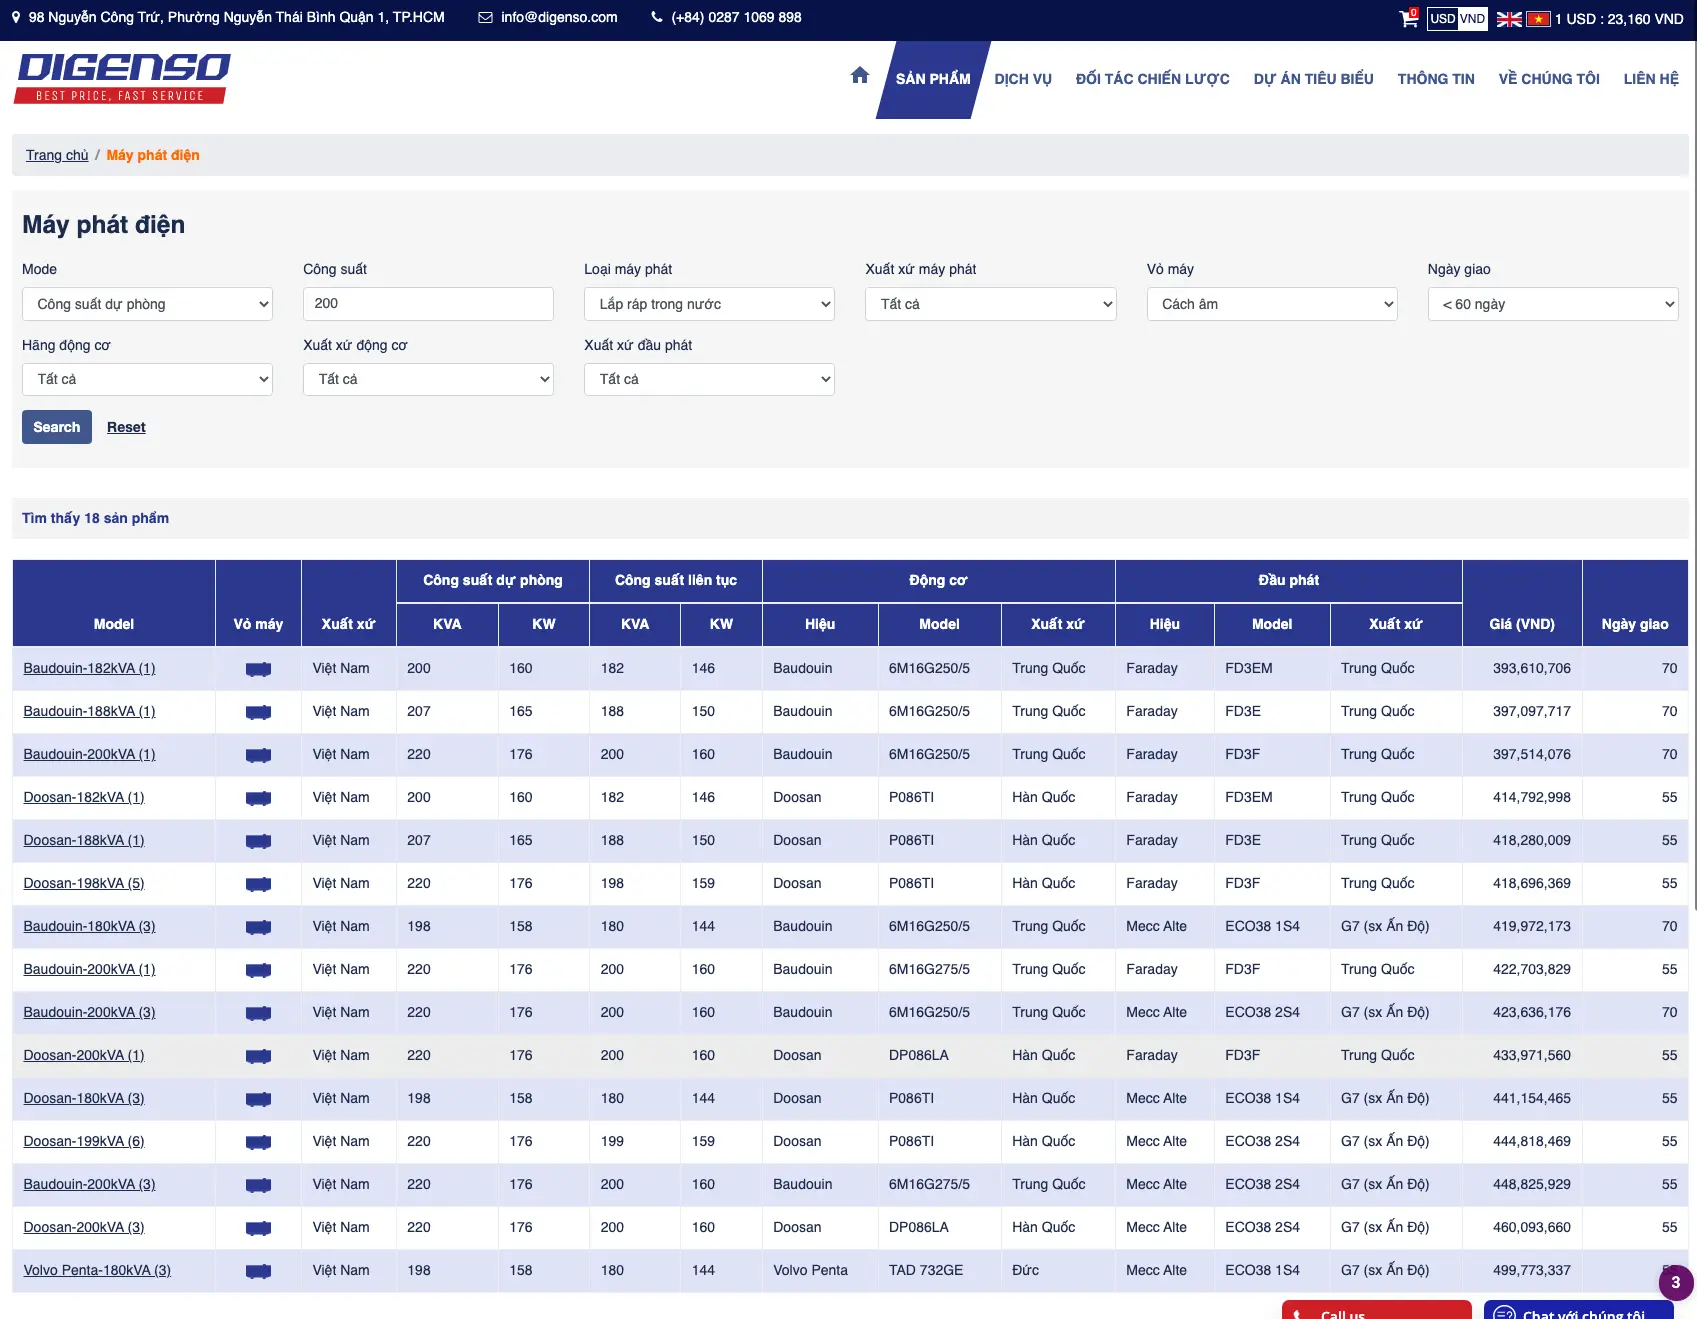 98 Nguyễn Công Trứ, Phường Nguyễn Thái Bình Quận 1, TP.HCM info@digenso.com (+84) 0287 1069 898 0 USD VND 1 USD : 23,160 VND
DIGENSO
BEST PRICE, FAST SERVICE
SẢN PHẨM DỊCH VỤ ĐỐI TÁC CHIẾN LƯỢC DỰ ÁN TIÊU BIỂU THÔNG TIN VỀ CHÚNG TÔI LIÊN HỆ
Trang chủ / Máy phát điện
Máy phát điện
Mode Công suất Loại máy phát Xuất xứ máy phát Vỏ máy Ngày giao
Công suất dự phòng 200 Lắp ráp trong nước Tất cả Cách âm < 60 ngày
Hãng động cơ Xuất xứ động cơ Xuất xứ đầu phát
Tất cả Tất cả Tất cả
Search Reset
Tìm thấy 18 sản phẩm
Công suất dự phòng Công suất liên tục Động cơ Đầu phát
Model Vỏ máy Xuất xứ KVA KW KVA KW Hiệu Model Xuất xứ Hiệu Model Xuất xứ Giá (VND) Ngày giao
Baudouin-182kVA (1) Việt Nam 200 160 182 146 Baudouin 6M16G250/5 Trung Quốc Faraday FD3EM Trung Quốc 393,610,706 70
Baudouin-188kVA (1) Việt Nam 207 165 188 150 Baudouin 6M16G250/5 Trung Quốc Faraday FD3E Trung Quốc 397,097,717 70
Baudouin-200kVA (1) Việt Nam 220 176 200 160 Baudouin 6M16G250/5 Trung Quốc Faraday FD3F Trung Quốc 397,514,076 70
Doosan-182kVA (1) Việt Nam 200 160 182 146 Doosan P086TI Hàn Quốc Faraday FD3EM Trung Quốc 414,792,998 55
Doosan-188kVA (1) Việt Nam 207 165 188 150 Doosan P086TI Hàn Quốc Faraday FD3E Trung Quốc 418,280,009 55
Doosan-198kVA (5) Việt Nam 220 176 198 159 Doosan P086TI Hàn Quốc Faraday FD3F Trung Quốc 418,696,369 55
Baudouin-180kVA (3) Việt Nam 198 158 180 144 Baudouin 6M16G250/5 Trung Quốc Mecc Alte ECO38 1S4 G7 (sx Ấn Độ) 419,972,173 70
Baudouin-200kVA (1) Việt Nam 220 176 200 160 Baudouin 6M16G275/5 Trung Quốc Faraday FD3F Trung Quốc 422,703,829 55
Baudouin-200kVA (3) Việt Nam 220 176 200 160 Baudouin 6M16G250/5 Trung Quốc Mecc Alte ECO38 2S4 G7 (sx Ấn Độ) 423,636,176 70
Doosan-200kVA (1) Việt Nam 220 176 200 160 Doosan DP086LA Hàn Quốc Faraday FD3F Trung Quốc 433,971,560 55
Doosan-180kVA (3) Việt Nam 198 158 180 144 Doosan P086TI Hàn Quốc Mecc Alte ECO38 1S4 G7 (sx Ấn Độ) 441,154,465 55
Doosan-199kVA (6) Việt Nam 220 176 199 159 Doosan P086TI Hàn Quốc Mecc Alte ECO38 2S4 G7 (sx Ấn Độ) 444,818,469 55
Baudouin-200kVA (3) Việt Nam 220 176 200 160 Baudouin 6M16G275/5 Trung Quốc Mecc Alte ECO38 2S4 G7 (sx Ấn Độ) 448,825,929 55
Doosan-200kVA (3) Việt Nam 220 176 200 160 Doosan DP086LA Hàn Quốc Mecc Alte ECO38 2S4 G7 (sx Ấn Độ) 460,093,660 55
Volvo Penta-180kVA (3) Việt Nam 198 158 180 144 Volvo Penta TAD 732GE Đức Mecc Alte ECO38 1S4 G7 (sx Ấn Độ) 499,773,337
3
Call us Chat với chúng tôi